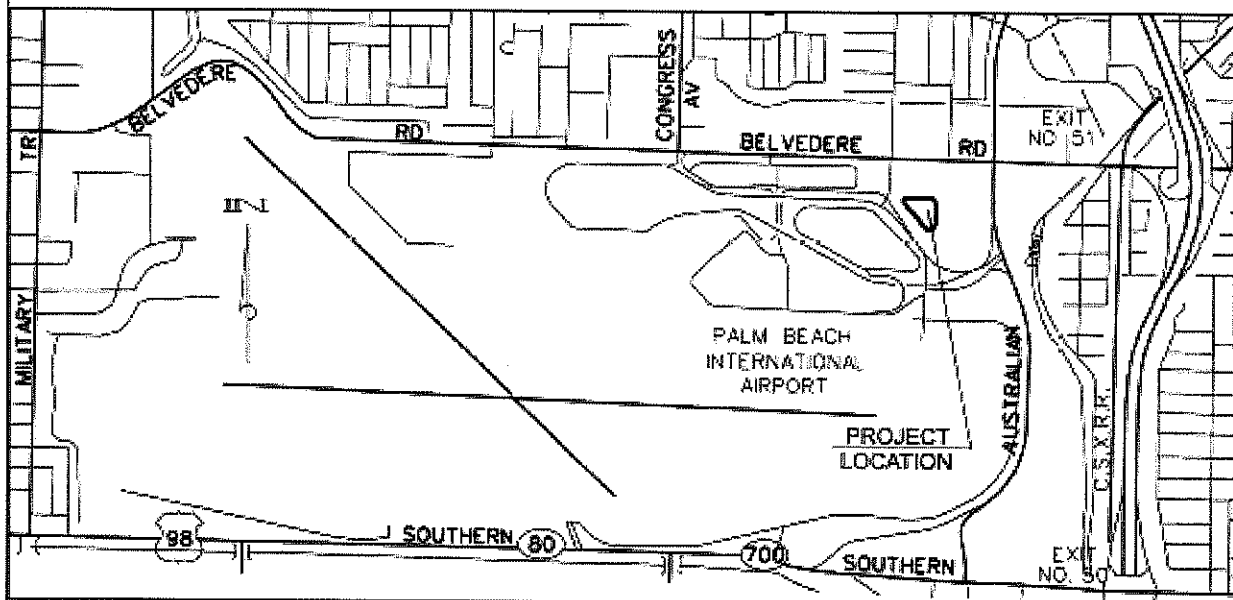 BELVEDERE
RD
CONGRESS
AV
BELVEDERE
RD
EXIT
NO 51
MILITARY
TR
N
PALM BEACH
INTERNATIONAL
AIRPORT
AUSTRALIAN
C.S.X.R.R.
PROJECT
LOCATION
98
SOUTHERN
80
700
SOUTHERN
EXIT
NO. 50